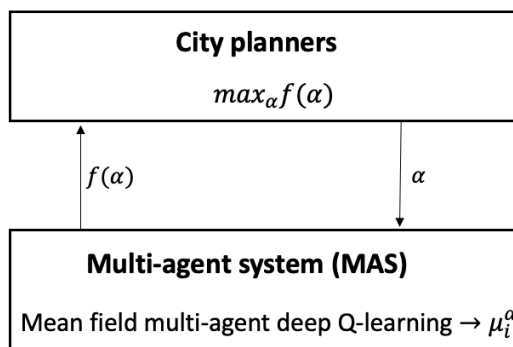 City planners
max_α f(α)
f(α)
α
Multi-agent system (MAS)
Mean field multi-agent deep Q-learning → μ_i^α